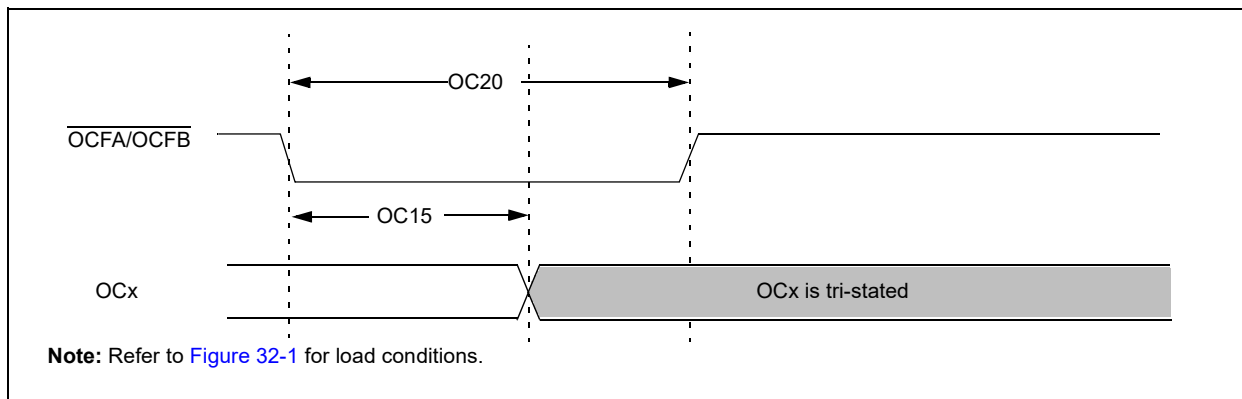 OC20
OCFA/OCFB
OC15
OCx
OCx is tri-stated
Note: Refer to Figure 32-1 for load conditions.